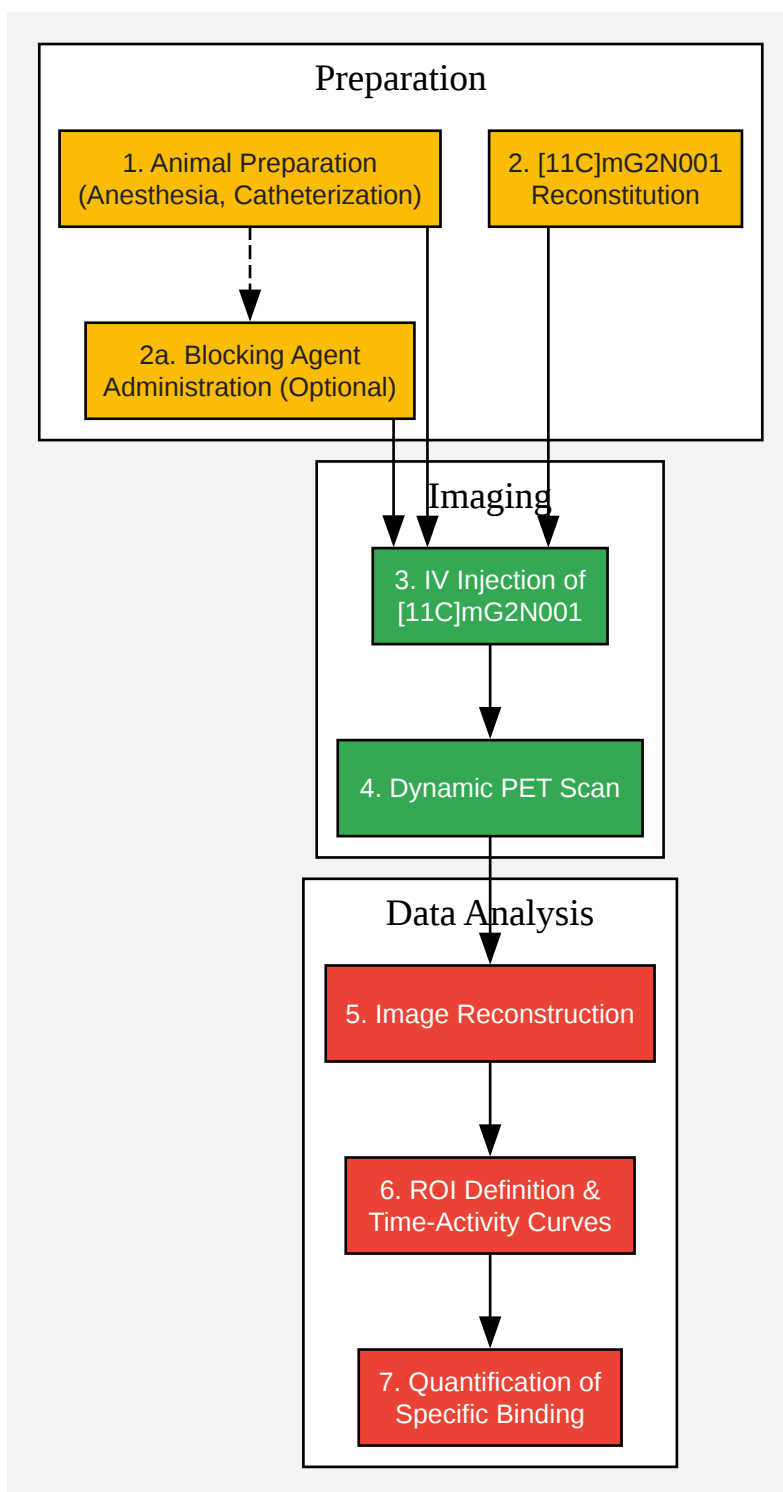 Preparation
1. Animal Preparation
(Anesthesia, Catheterization)
2. [11C]mG2N001
Reconstitution
2a. Blocking Agent
Administration (Optional)
Imaging
3. IV Injection of
[11C]mG2N001
4. Dynamic PET Scan
Data Analysis
5. Image Reconstruction
6. ROI Definition &
Time-Activity Curves
7. Quantification of
Specific Binding